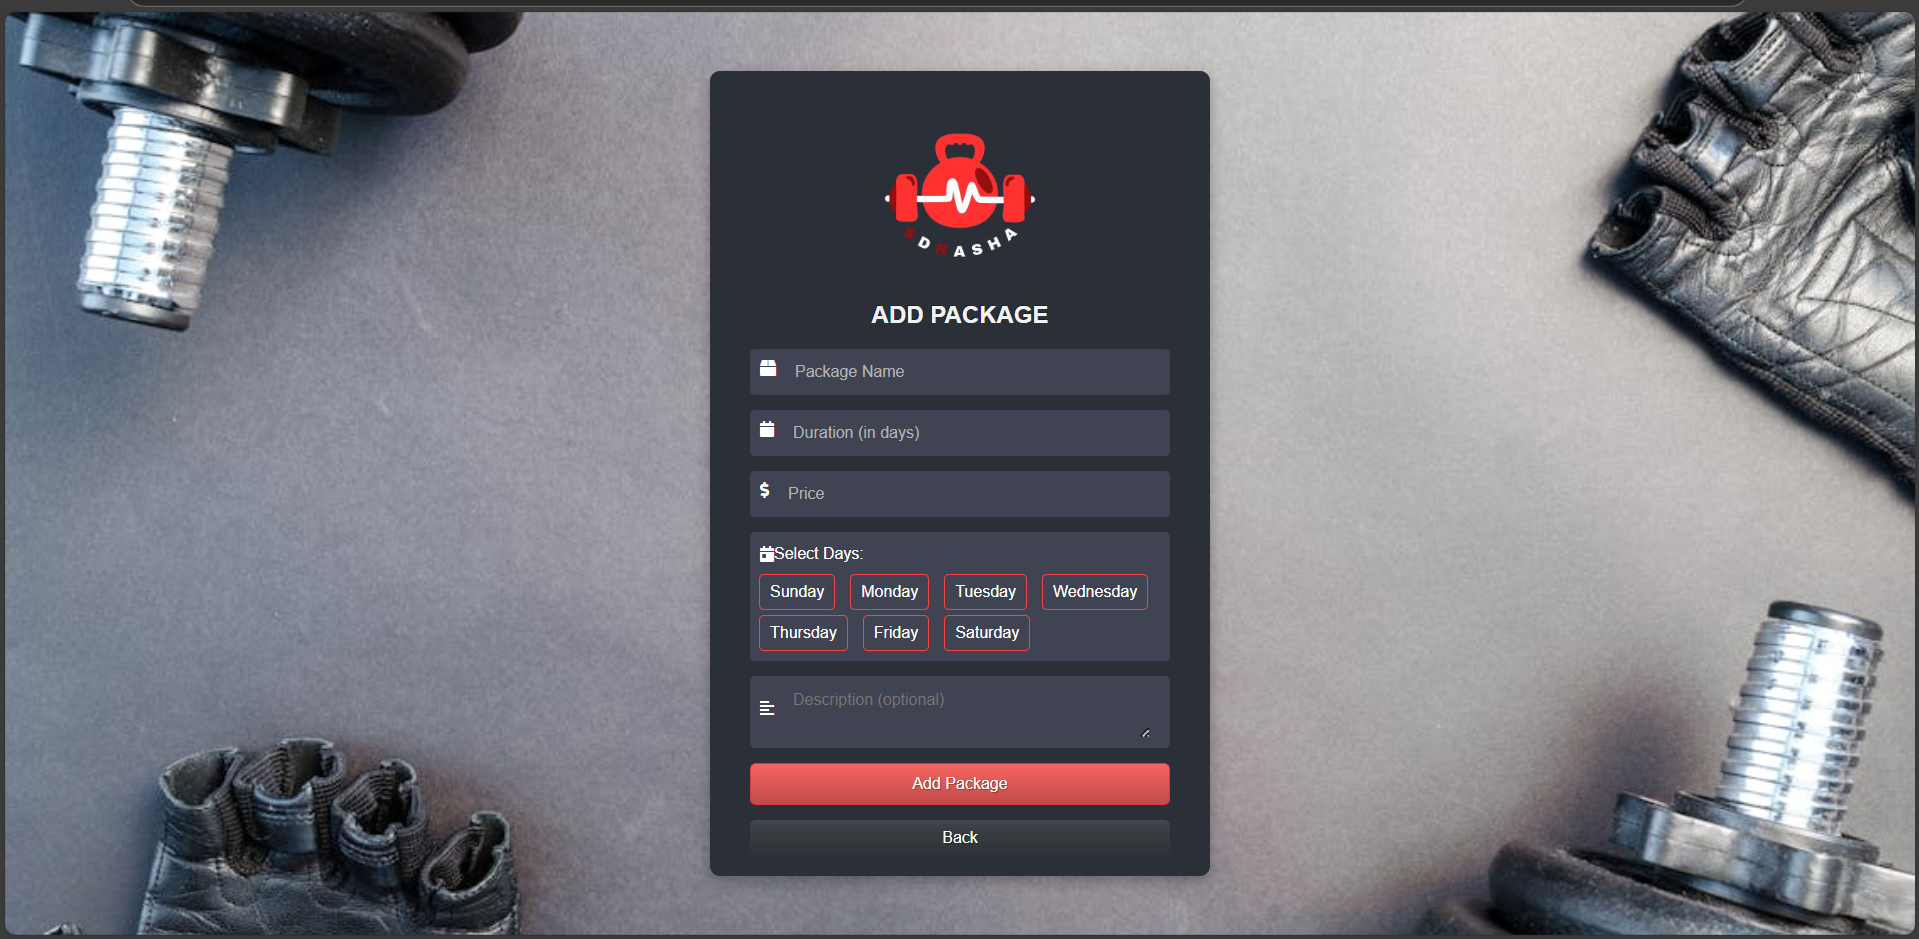 SDRASHA
ADD PACKAGE
Package Name
Duration (in days)
Price
Select Days:
Sunday Monday Tuesday Wednesday
Thursday Friday Saturday
Description (optional)
Add Package
Back